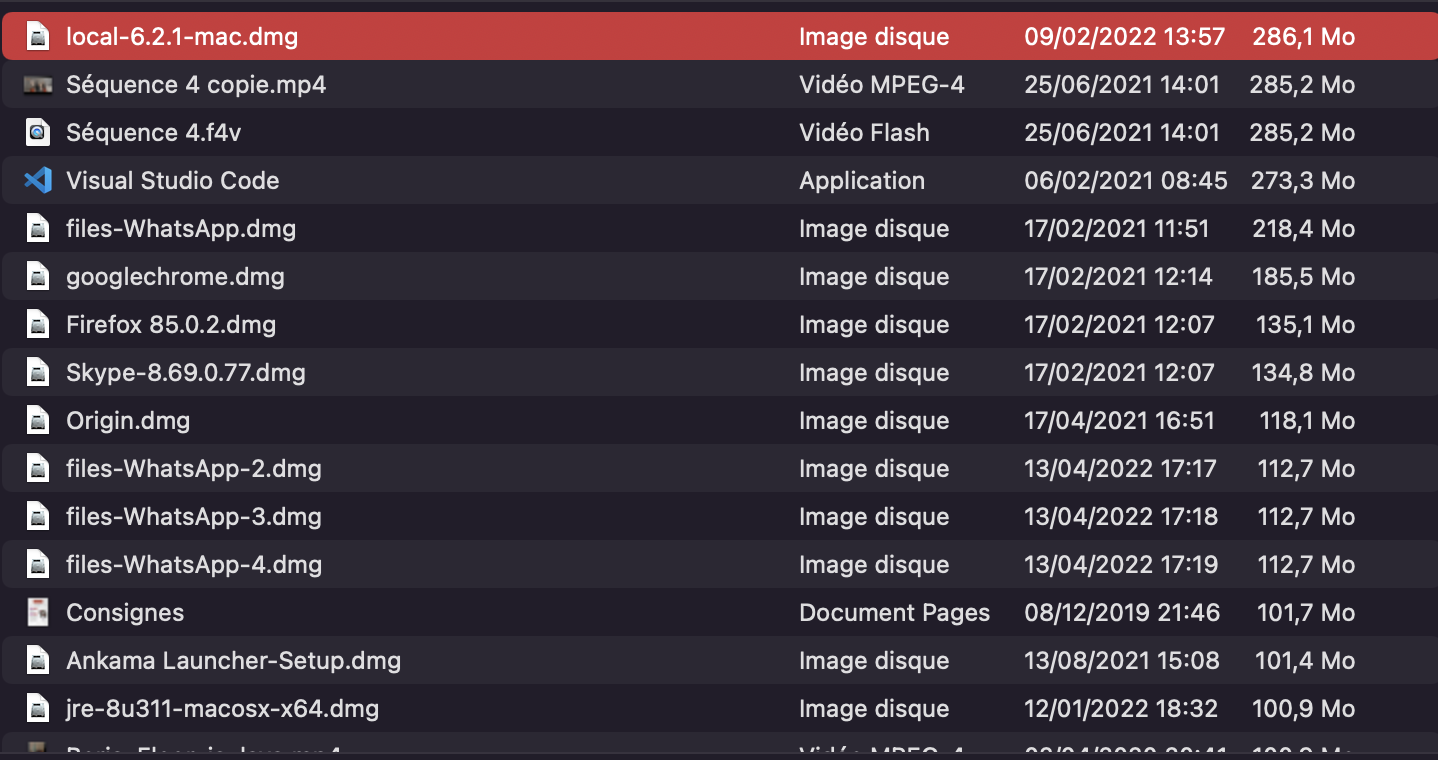 local-6.2.1-mac.dmg Image disque 09/02/2022 13:57 286,1 Mo
Séquence 4 copie.mp4 Vidéo MPEG-4 25/06/2021 14:01 285,2 Mo
Séquence 4.f4v Vidéo Flash 25/06/2021 14:01 285,2 Mo
Visual Studio Code Application 06/02/2021 08:45 273,3 Mo
files-WhatsApp.dmg Image disque 17/02/2021 11:51 218,4 Mo
googlechrome.dmg Image disque 17/02/2021 12:14 185,5 Mo
Firefox 85.0.2.dmg Image disque 17/02/2021 12:07 135,1 Mo
Skype-8.69.0.77.dmg Image disque 17/02/2021 12:07 134,8 Mo
Origin.dmg Image disque 17/04/2021 16:51 118,1 Mo
files-WhatsApp-2.dmg Image disque 13/04/2022 17:17 112,7 Mo
files-WhatsApp-3.dmg Image disque 13/04/2022 17:18 112,7 Mo
files-WhatsApp-4.dmg Image disque 13/04/2022 17:19 112,7 Mo
Consignes Document Pages 08/12/2019 21:46 101,7 Mo
Ankama Launcher-Setup.dmg Image disque 13/08/2021 15:08 101,4 Mo
jre-8u311-macosx-x64.dmg Image disque 12/01/2022 18:32 100,9 Mo
Vidéo MPEG-4